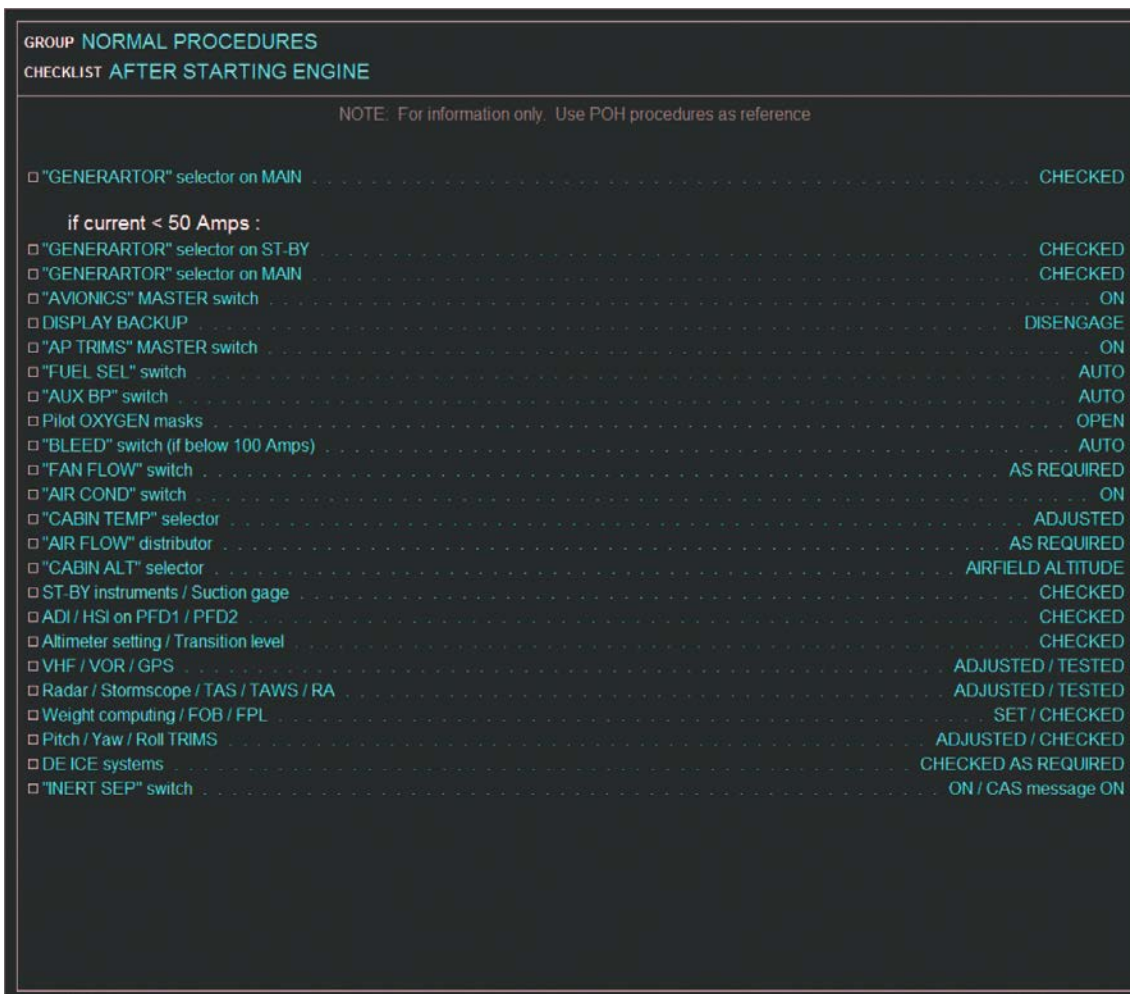 GROUP NORMAL PROCEDURES
CHECKLIST AFTER STARTING ENGINE
NOTE: For information only. Use POH procedures as reference
"GENERARTOR" selector on MAIN CHECKED
if current < 50 Amps :
"GENERARTOR" selector on ST-BY CHECKED
"GENERARTOR" selector on MAIN CHECKED
"AVIONICS" MASTER switch ON
DISPLAY BACKUP DISENGAGE
"AP TRIMS" MASTER switch ON
"FUEL SEL" switch AUTO
"AUX BP" switch AUTO
Pilot OXYGEN masks OPEN
"BLEED" switch (if below 100 Amps) AUTO
"FAN FLOW" switch AS REQUIRED
"AIR COND" switch ON
"CABIN TEMP" selector ADJUSTED
"AIR FLOW" distributor AS REQUIRED
"CABIN ALT" selector AIRFIELD ALTITUDE
ST-BY instruments / Suction gage CHECKED
ADI / HSI on PFD1 / PFD2 CHECKED
Altimeter setting / Transition level CHECKED
VHF / VOR / GPS ADJUSTED / TESTED
Radar / Stormscope / TAS / TAWS / RA ADJUSTED / TESTED
Weight computing / FOB / FPL SET / CHECKED
Pitch / Yaw / Roll TRIMS ADJUSTED / CHECKED
DE ICE systems CHECKED AS REQUIRED
"INERT SEP" switch ON / CAS message ON